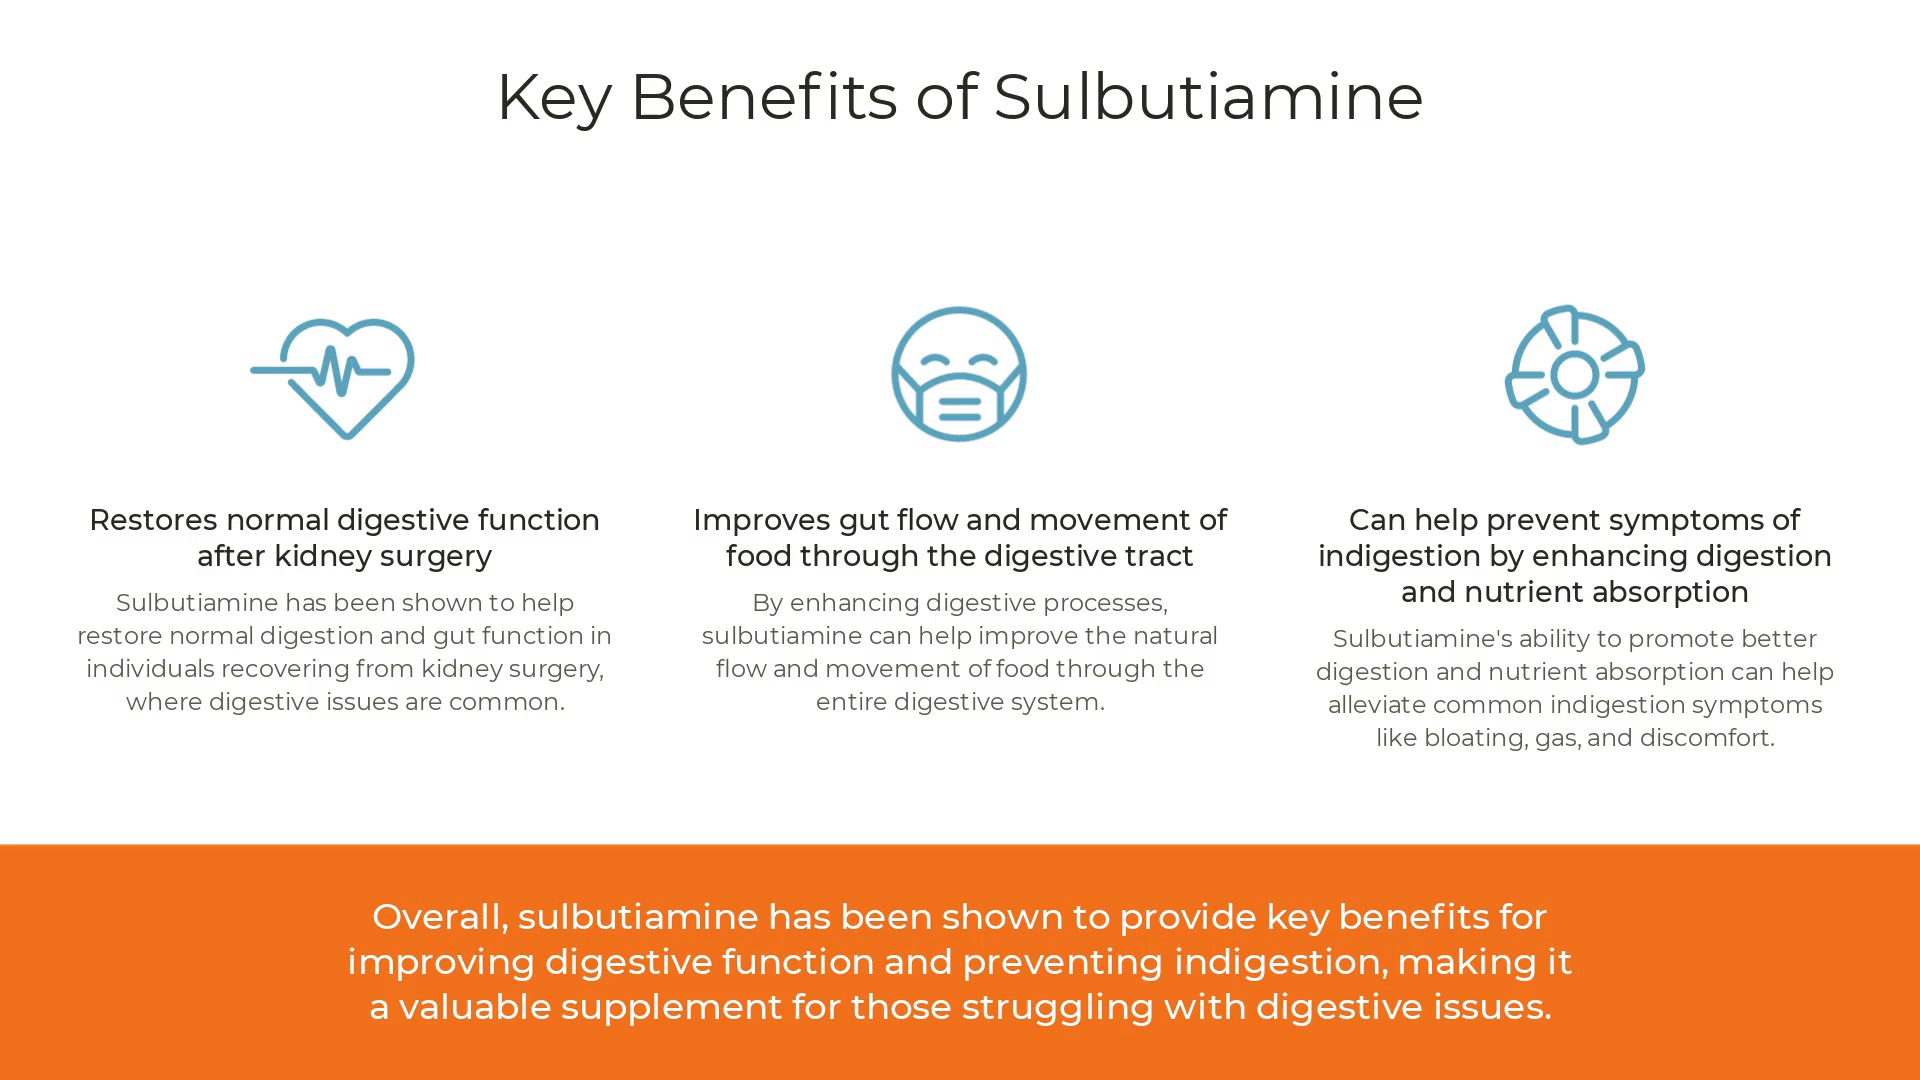 Key Benefits of Sulbutiamine
Restores normal digestive function
after kidney surgery
Sulbutiamine has been shown to help
restore normal digestion and gut function in
individuals recovering from kidney surgery,
where digestive issues are common.
Improves gut flow and movement of
food through the digestive tract
By enhancing digestive processes,
sulbutiamine can help improve the natural
flow and movement of food through the
entire digestive system.
Can help prevent symptoms of
indigestion by enhancing digestion
and nutrient absorption
Sulbutiamine's ability to promote better
digestion and nutrient absorption can help
alleviate common indigestion symptoms
like bloating, gas, and discomfort.
Overall, sulbutiamine has been shown to provide key benefits for
improving digestive function and preventing indigestion, making it
a valuable supplement for those struggling with digestive issues.